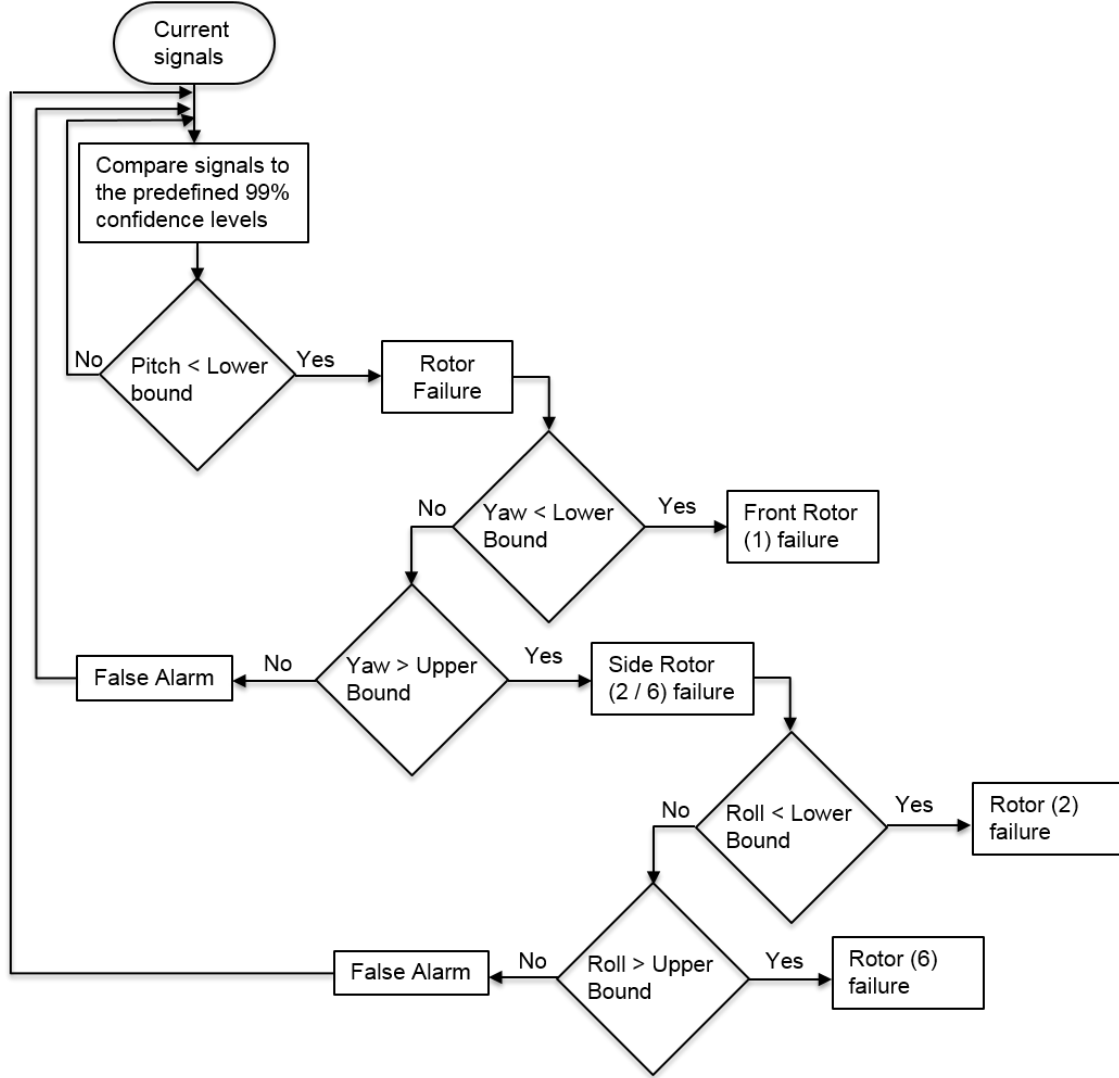 Current
signals
Compare signals to
the predefined 99%
confidence levels
No
Pitch < Lower
bound
Yes
Rotor
Failure
No
Yaw < Lower
Bound
Yes
Front Rotor
(1) failure
False Alarm
No
Yaw > Upper
Bound
Yes
Side Rotor
(2 / 6) failure
No
Roll < Lower
Bound
Yes
Rotor (2)
failure
False Alarm
No
Roll > Upper
Bound
Yes
Rotor (6)
failure